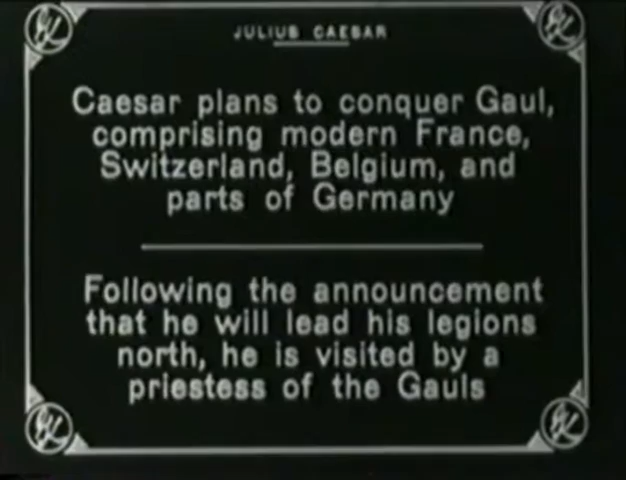 JULIUS CAESAR
Caesar plans to conquer Gaul,
comprising modern France,
Switzerland, Belgium, and
parts of Germany
Following the announcement
that he will lead his legions
north, he is visited by a
priestess of the Gauls